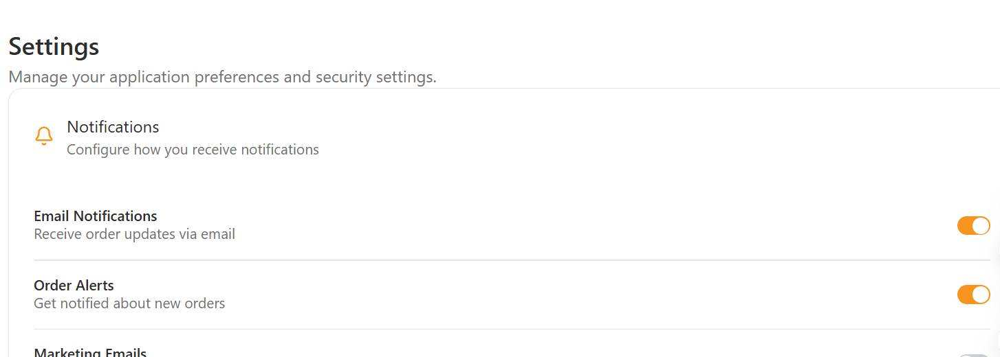 Settings
Manage your application preferences and security settings.
Notifications
Configure how you receive notifications
Email Notifications
Receive order updates via email
Order Alerts
Get notified about new orders
Marketing Emails